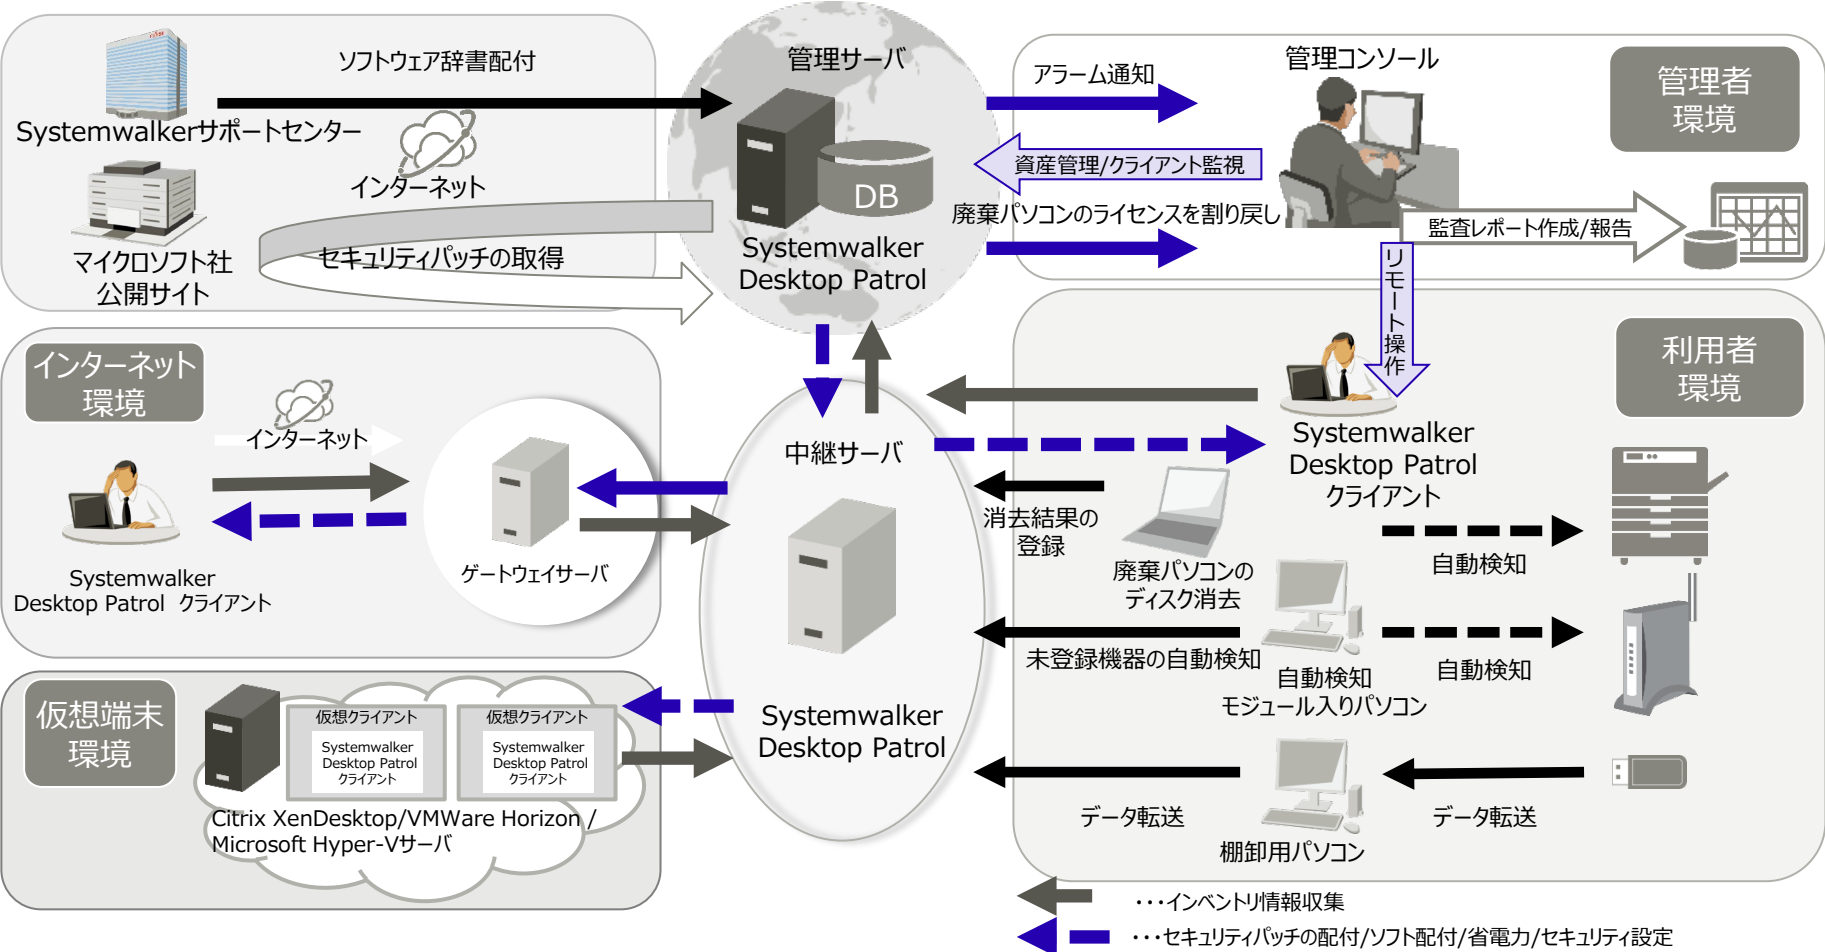 ソフトウェア辞書配付
Systemwalkerサポートセンター
インターネット
セキュリティパッチの取得
マイクロソフト社
公開サイト
管理サーバ
DB
Systemwalker
Desktop Patrol
アラーム通知
資産管理/クライアント監視
廃棄パソコンのライセンスを割り戻し
管理コンソール
管理者
環境
監査レポート作成/報告
リモート操作
インターネット
環境
インターネット
Systemwalker
Desktop Patrol クライアント
ゲートウェイサーバ
中継サーバ
Systemwalker
Desktop Patrol
利用者
環境
Systemwalker
Desktop Patrol
クライアント
消去結果の
登録
廃棄パソコンの
ディスク消去
自動検知
未登録機器の自動検知
自動検知
モジュール入りパソコン
自動検知
データ転送
棚卸用パソコン
データ転送
仮想端末
環境
仮想クライアント
Systemwalker
Desktop Patrol
クライアント
仮想クライアント
Systemwalker
Desktop Patrol
クライアント
Citrix XenDesktop/VMWare Horizon /
Microsoft Hyper-Vサーバ
・・・インベントリ情報収集
・・・セキュリティパッチの配付/ソフト配付/省電力/セキュリティ設定